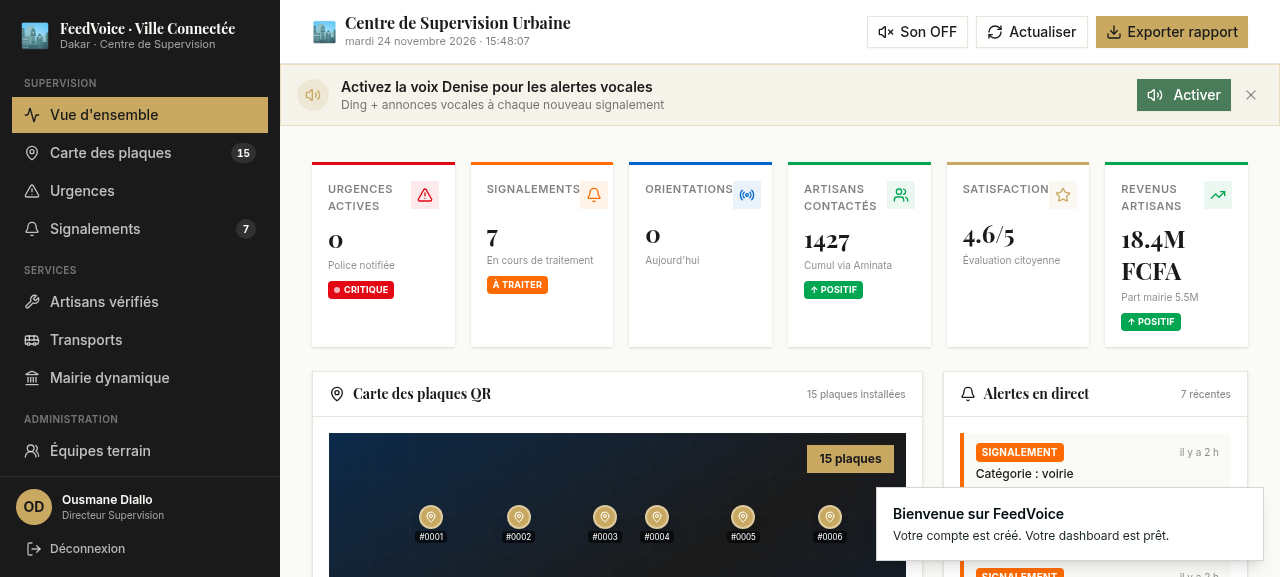 FeedVoice · Ville Connectée
Dakar · Centre de Supervision
SUPERVISION
Vue d'ensemble
Carte des plaques 15
Urgences
Signalements 7
SERVICES
Artisans vérifiés
Transports
Mairie dynamique
ADMINISTRATION
Équipes terrain
OD
Ousmane Diallo
Directeur Supervision
Déconnexion
Centre de Supervision Urbaine
mardi 24 novembre 2026 · 15:48:07
Son OFF
Actualiser
Exporter rapport
Activez la voix Denise pour les alertes vocales
Ding + annonces vocales à chaque nouveau signalement
Activer
URGENCES
ACTIVES
0
Police notifiée
CRITIQUE
SIGNALEMENTS
7
En cours de traitement
À TRAITER
ORIENTATIONS
0
Aujourd'hui
ARTISANS
CONTACTÉS
1427
Cumul via Aminata
↑ POSITIF
SATISFACTION
4.6/5
Évaluation citoyenne
REVENUS
ARTISANS
18.4M
FCFA
Part mairie 5.5M
↑ POSITIF
Carte des plaques QR
15 plaques installées
15 plaques
#0001
#0002
#0003
#0004
#0005
#0006
Alertes en direct
7 récentes
SIGNALEMENT
il y a 2 h
Catégorie : voirie
Bienvenue sur FeedVoice
Votre compte est créé. Votre dashboard est prêt.
SIGNALEMENT
il y a 2 h